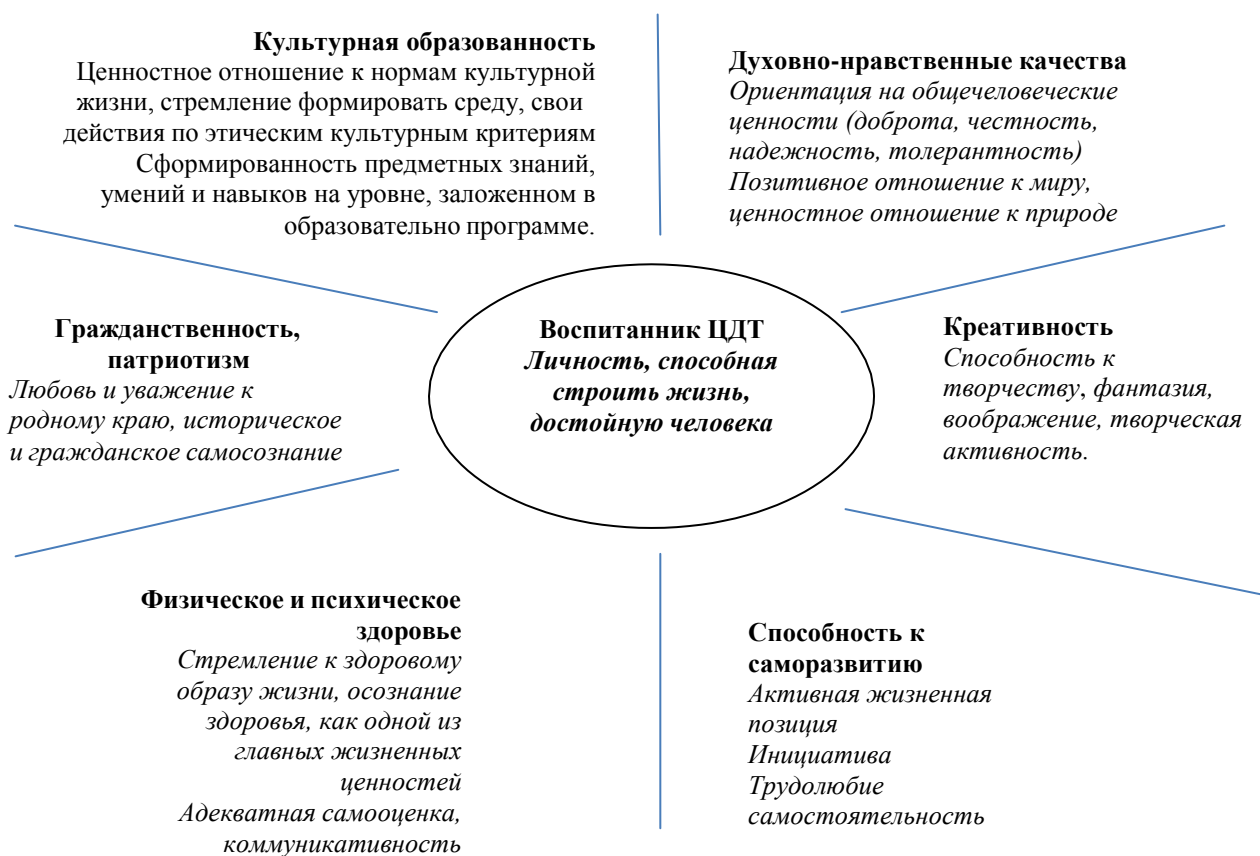 Культурная образованность
Ценностное отношение к нормам культурной
жизни, стремление формировать среду, свои
действия по этическим культурным критериям
Сформированность предметных знаний,
умений и навыков на уровне, заложенном в
образовательно программе.
Духовно-нравственные качества
Ориентация на общечеловеческие
ценности (доброта, честность,
надежность, толерантность)
Позитивное отношение к миру,
ценностное отношение к природе
Гражданственность,
патриотизм
Любовь и уважение к
родному краю, историческое
и гражданское самосознание
Воспитанник ЦДТ
Личность, способная
строить жизнь,
достойную человека
Креативность
Способность к
творчеству, фантазия,
воображение, творческая
активность.
Физическое и психическое
здоровье
Стремление к здоровому
образу жизни, осознание
здоровья, как одной из
главных жизненных
ценностей
Адекватная самооценка,
коммуникативность
Способность к
саморазвитию
Активная жизненная
позиция
Инициатива
Трудолюбие
самостоятельность